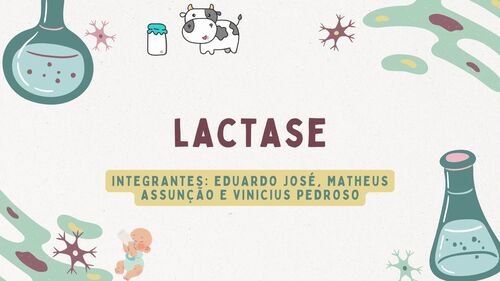 LACTASE
INTEGRANTES: EDUARDO JOSÉ, MATHEUS
ASSUNÇÃO E VINICIUS PEDROSO